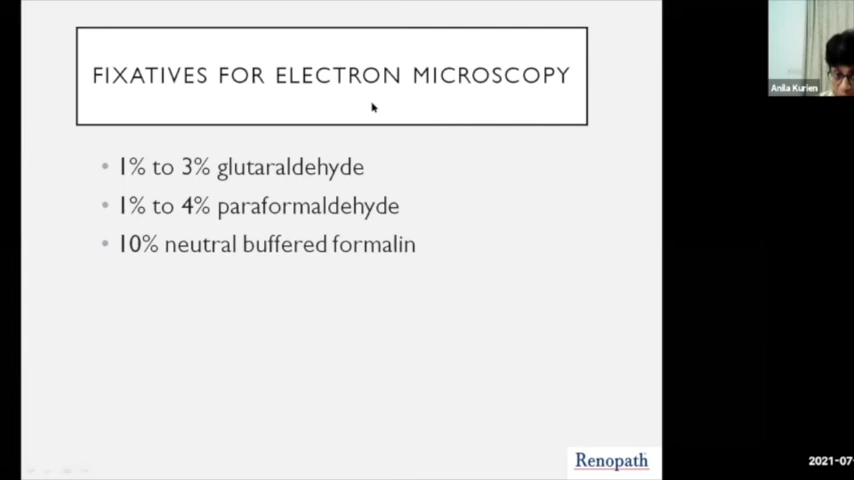 FIXATIVES FOR ELECTRON MICROSCOPY
• 1% to 3% glutaraldehyde
• 1% to 4% paraformaldehyde
• 10% neutral buffered formalin
Renopath
Anila Kurien
2021-07